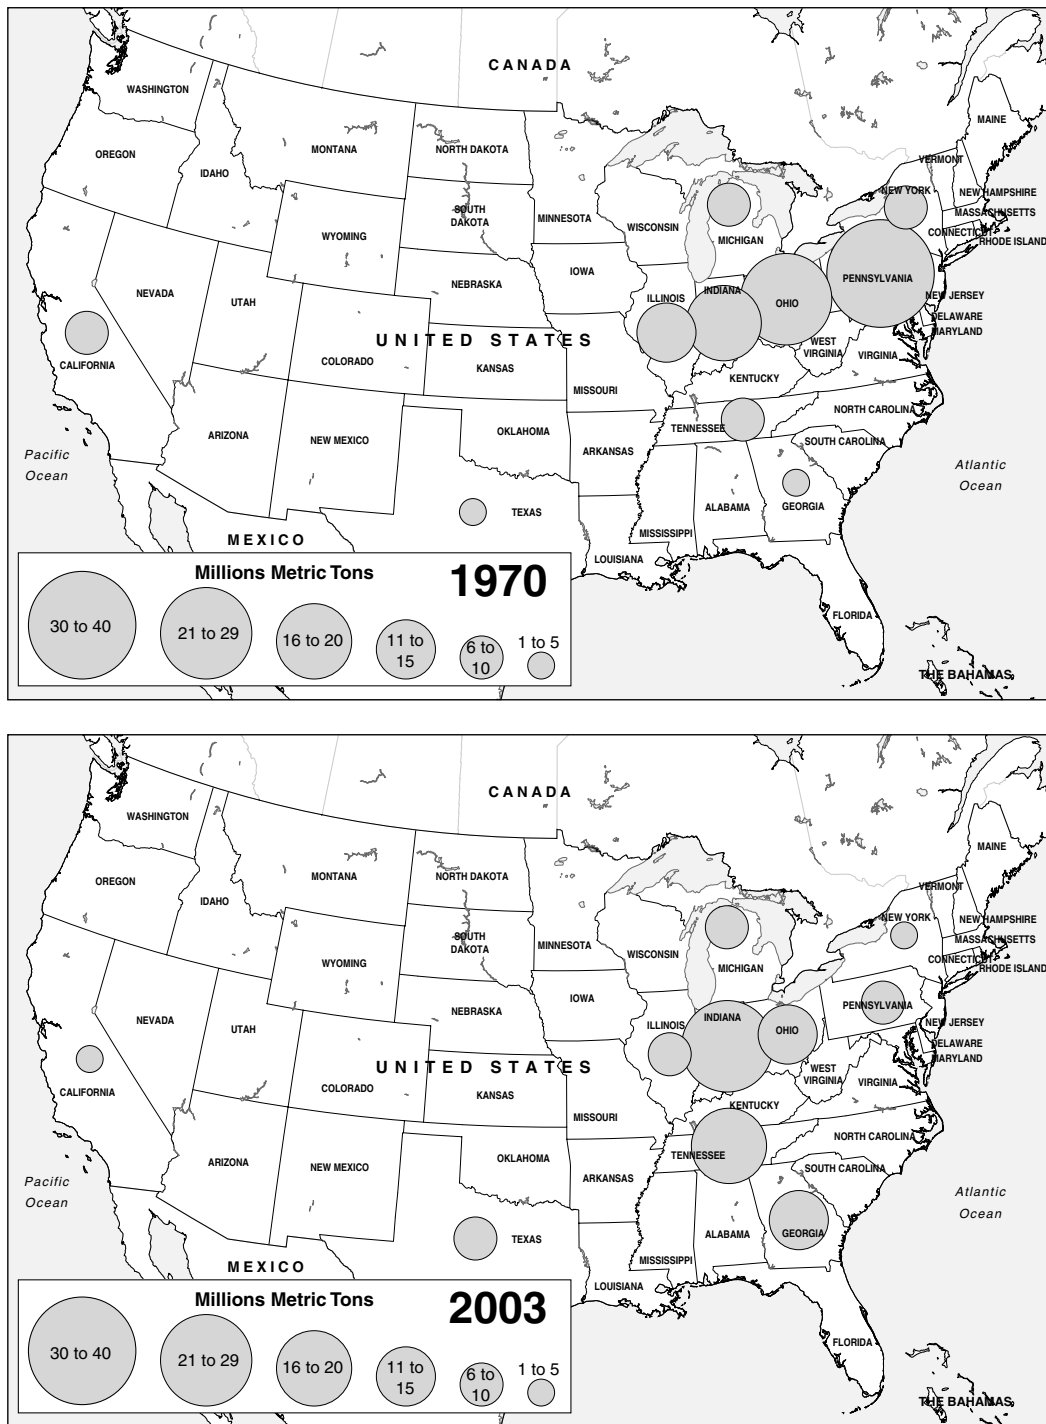 CANADA
WASHINGTON
MAINE
MONTANA
NORTH DAKOTA
OREGON
VERMONT
IDAHO
NEW YORK
NEW HAMPSHIRE
SOUTH
DAKOTA
MINNESOTA
MASSACHUSETTS
WISCONSIN
CONNECTICUT
WYOMING
MICHIGAN
RHODE ISLAND
IOWA
PENNSYLVANIA
NEBRASKA
NEVADA
INDIANA
NEW JERSEY
UTAH
ILLINOIS
OHIO
DELAWARE
UNITED STATES
MARYLAND
WEST
VIRGINIA
VIRGINIA
COLORADO
CALIFORNIA
KANSAS
KENTUCKY
MISSOURI
NORTH CAROLINA
TENNESSEE
OKLAHOMA
ARIZONA
NEW MEXICO
SOUTH CAROLINA
ARKANSAS
Pacific
Ocean
Atlantic
Ocean
TEXAS
ALABAMA
GEORGIA
MISSISSIPPI
MEXICO
LOUISIANA
Millions Metric Tons
1970
30 to 40
21 to 29
16 to 20
11 to
15
6 to
10
1 to 5
FLORIDA
THE BAHAMAS
CANADA
WASHINGTON
MAINE
MONTANA
NORTH DAKOTA
OREGON
VERMONT
IDAHO
NEW YORK
NEW HAMPSHIRE
SOUTH
DAKOTA
MINNESOTA
MASSACHUSETTS
WISCONSIN
CONNECTICUT
WYOMING
MICHIGAN
RHODE ISLAND
IOWA
PENNSYLVANIA
NEBRASKA
NEVADA
INDIANA
NEW JERSEY
UTAH
ILLINOIS
OHIO
DELAWARE
UNITED STATES
MARYLAND
WEST
VIRGINIA
VIRGINIA
COLORADO
CALIFORNIA
KANSAS
KENTUCKY
MISSOURI
NORTH CAROLINA
TENNESSEE
OKLAHOMA
ARIZONA
NEW MEXICO
SOUTH CAROLINA
ARKANSAS
Pacific
Ocean
Atlantic
Ocean
TEXAS
ALABAMA
GEORGIA
MISSISSIPPI
MEXICO
LOUISIANA
Millions Metric Tons
2003
30 to 40
21 to 29
16 to 20
11 to
15
6 to
10
1 to 5
FLORIDA
THE BAHAMAS